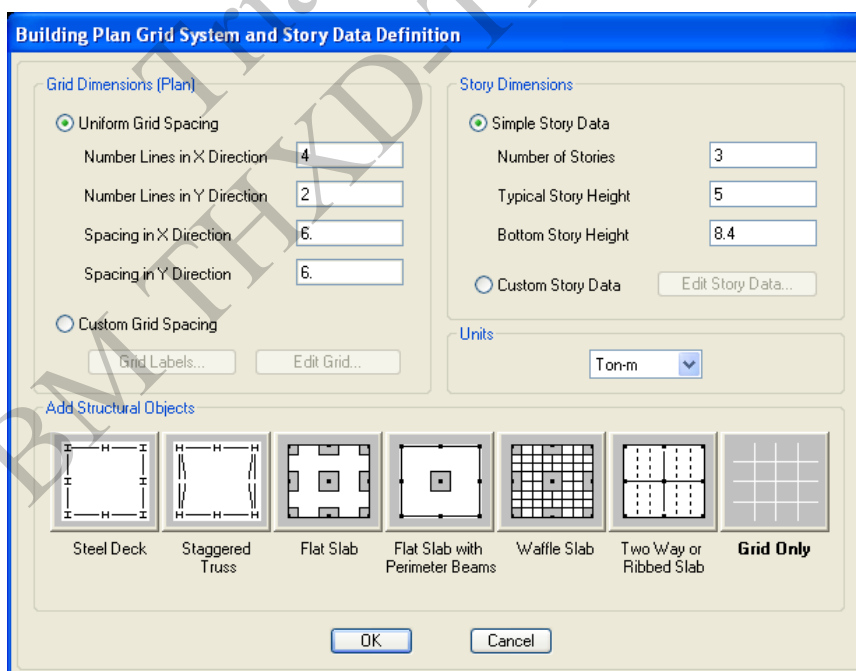 Building Plan Grid System and Story Data Definition
Grid Dimensions (Plan)
Uniform Grid Spacing
Number Lines in X Direction 4
Number Lines in Y Direction 2
Spacing in X Direction 6.
Spacing in Y Direction 6.
Custom Grid Spacing
Grid Labels...
Edit Grid...
Story Dimensions
Simple Story Data
Number of Stories 3
Typical Story Height 5
Bottom Story Height 8.4
Custom Story Data
Edit Story Data...
Units
Ton-m
Add Structural Objects
Steel Deck
Staggered
Truss
Flat Slab
Flat Slab with
Perimeter Beams
Waffle Slab
Two Way or
Ribbed Slab
Grid Only
OK
Cancel
BM THXD-